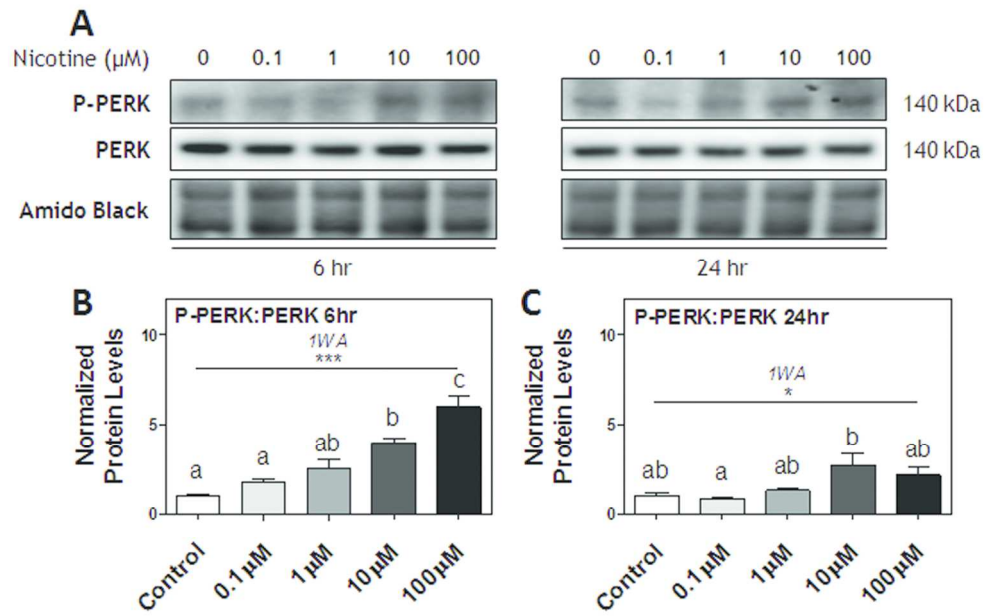 A
Nicotine (µM) 0 0.1 1 10 100 0 0.1 1 10 100
P-PERK 140 kDa
PERK 140 kDa
Amido Black
6 hr 24 hr
B
P-PERK:PERK 6hr
1WA
***
a a ab b c
Normalized
Protein Levels
10
5
0
Control 0.1µM 1µM 10µM 100µM
C
P-PERK:PERK 24hr
1WA
*
ab a ab b ab
Normalized
Protein Levels
10
5
0
Control 0.1µM 1µM 10µM 100µM